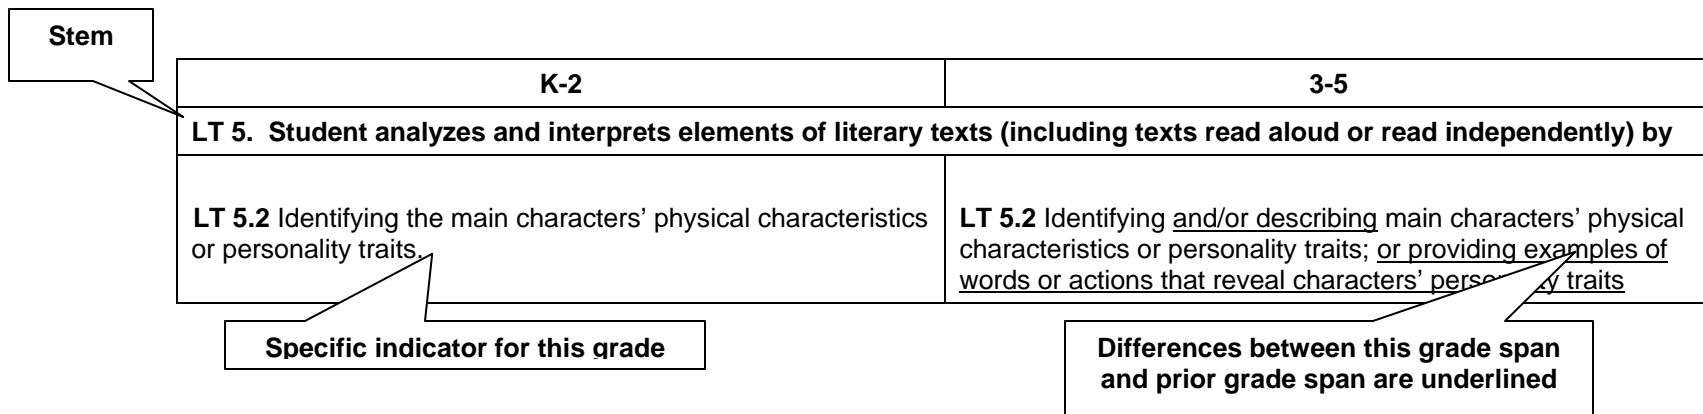 Stem
K-2
3-5
LT 5. Student analyzes and interprets elements of literary texts (including texts read aloud or read independently) by
LT 5.2 Identifying the main characters’ physical characteristics
or personality traits.
LT 5.2 Identifying and/or describing main characters’ physical
characteristics or personality traits; or providing examples of
words or actions that reveal characters’ personality traits
Specific indicator for this grade
Differences between this grade span
and prior grade span are underlined